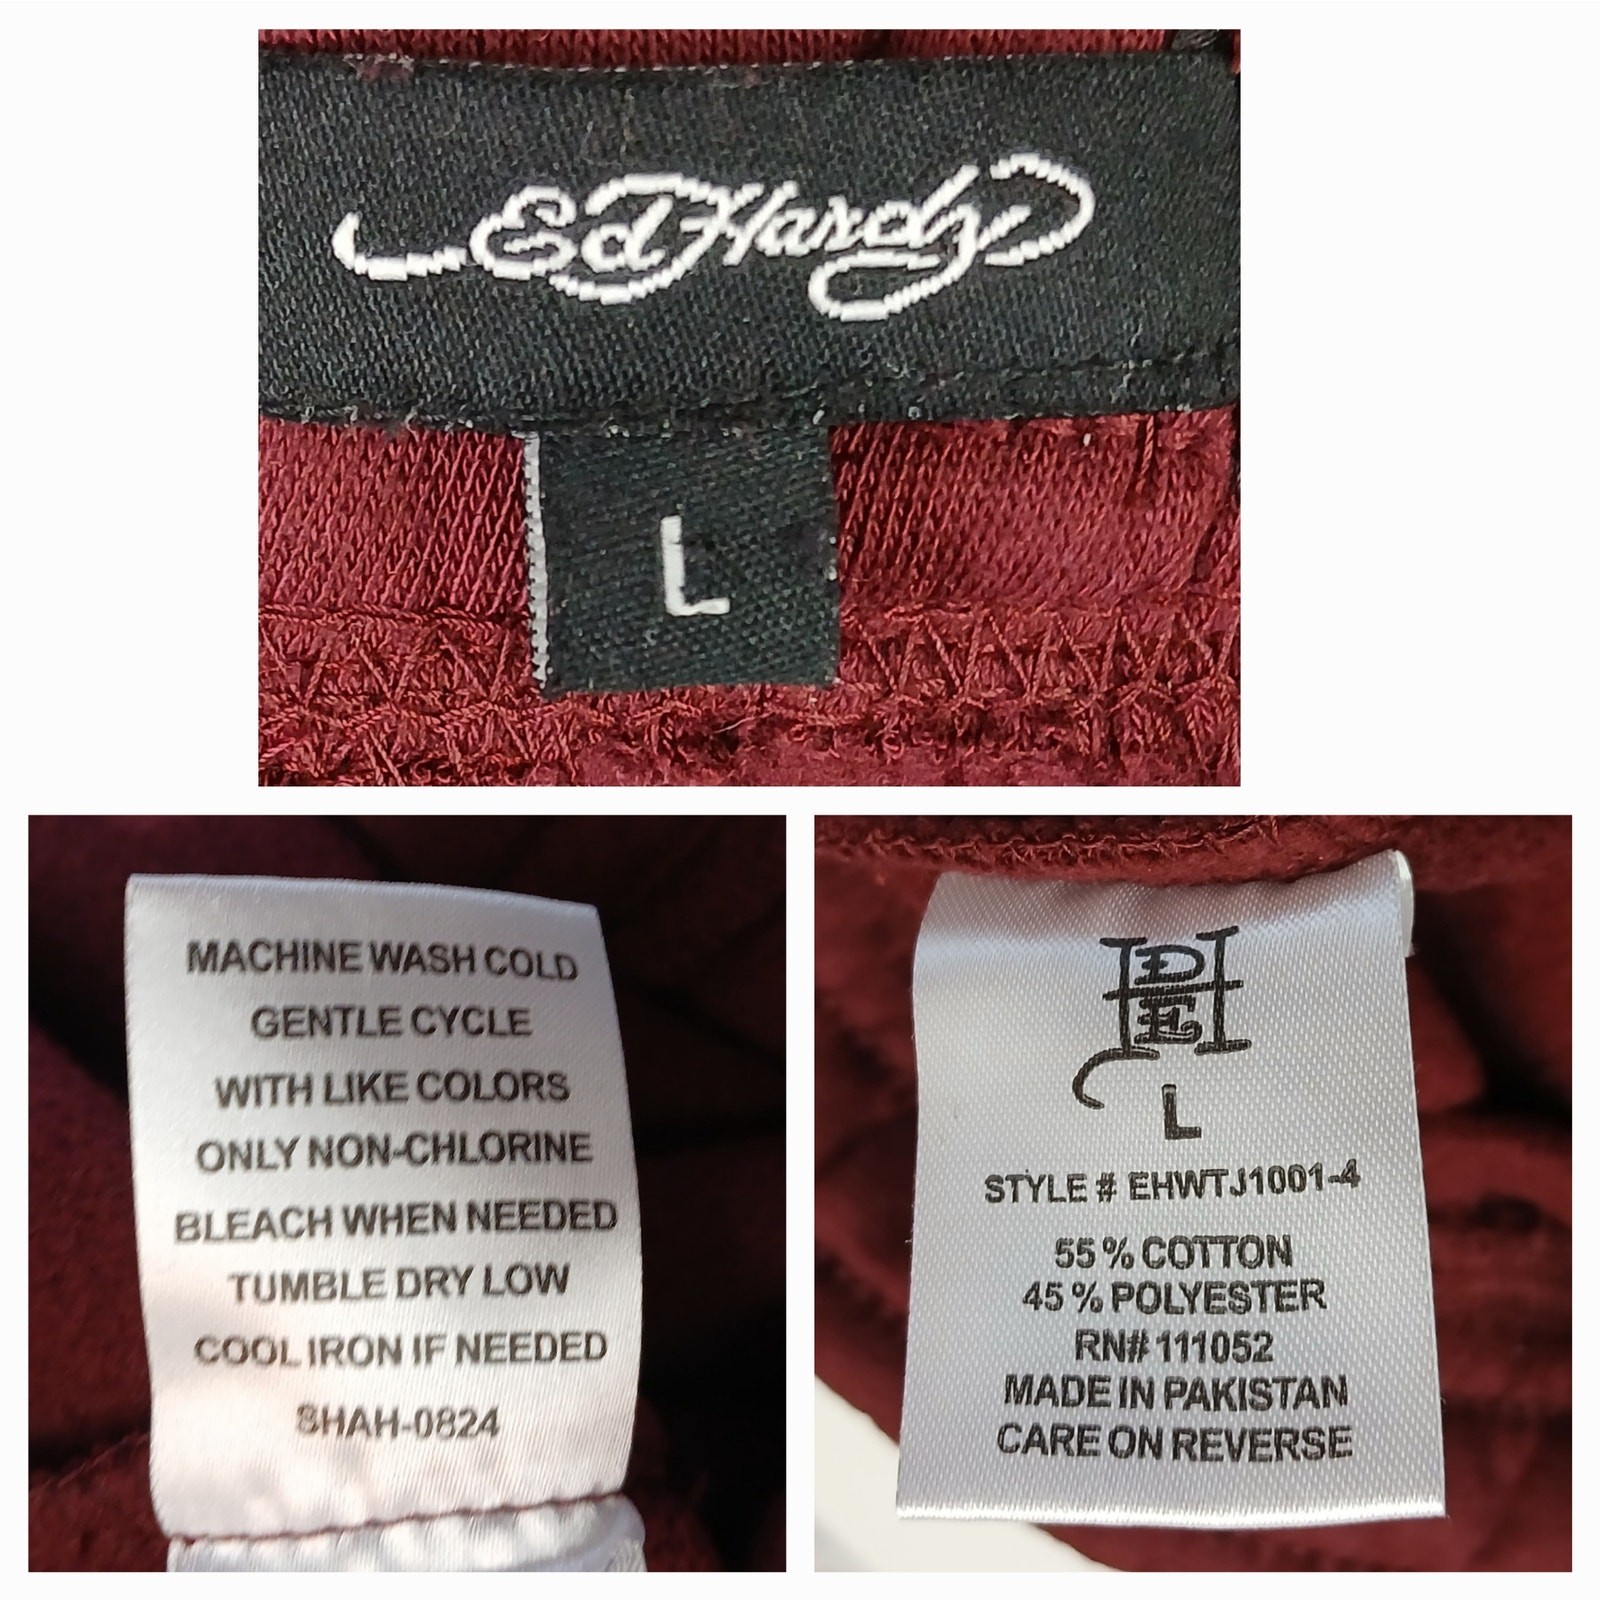 Ed Hardy
L
MACHINE WASH COLD
GENTLE CYCLE
WITH LIKE COLORS
ONLY NON-CHLORINE
BLEACH WHEN NEEDED
TUMBLE DRY LOW
COOL IRON IF NEEDED
SHAH-0824
EDH
L
STYLE # EHWTJ1001-4
55 % COTTON
45 % POLYESTER
RN# 111052
MADE IN PAKISTAN
CARE ON REVERSE